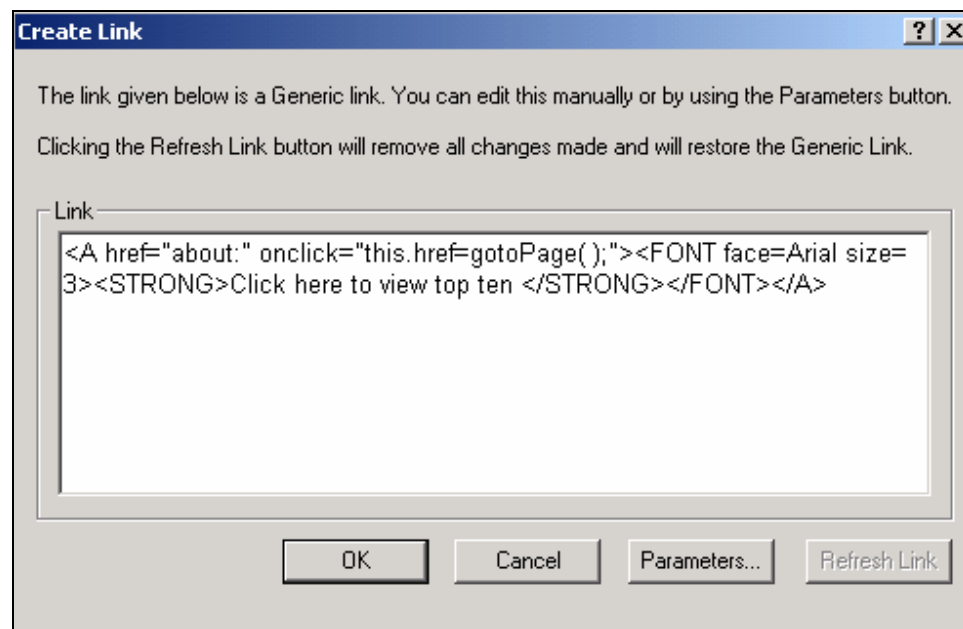 Create Link
The link given below is a Generic link. You can edit this manually or by using the Parameters button.
Clicking the Refresh Link button will remove all changes made and will restore the Generic Link.
Link
<A href="about:" onclick="this.href=gotoPage( );"><FONT face=Arial size=
3><STRONG>Click here to view top ten </STRONG></FONT></A>
OK Cancel Parameters... Refresh Link